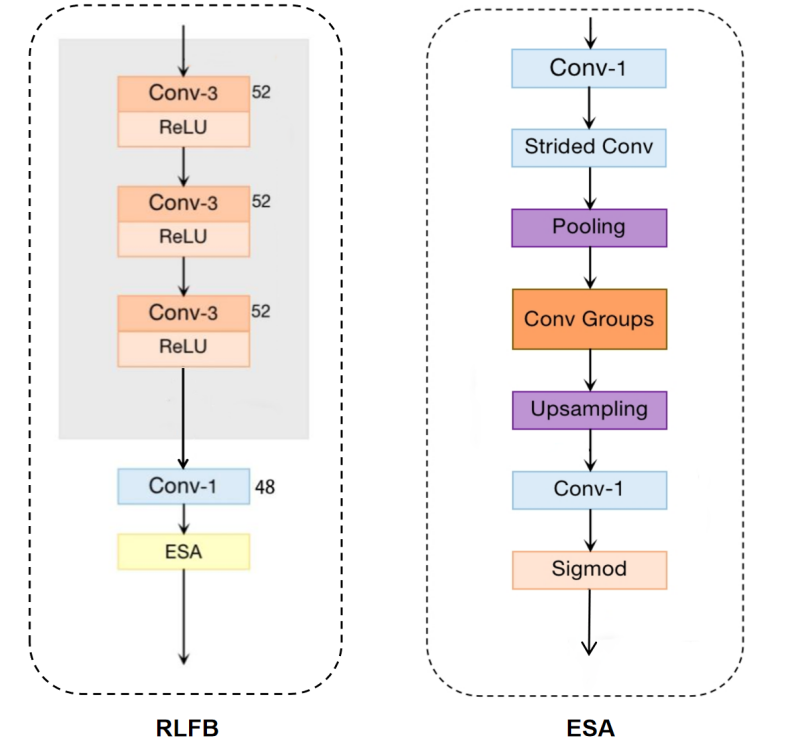 Conv-3 52
ReLU
Conv-3 52
ReLU
Conv-3 52
ReLU
Conv-1 48
ESA
RLFB
Conv-1
Strided Conv
Pooling
Conv Groups
Upsampling
Conv-1
Sigmod
ESA